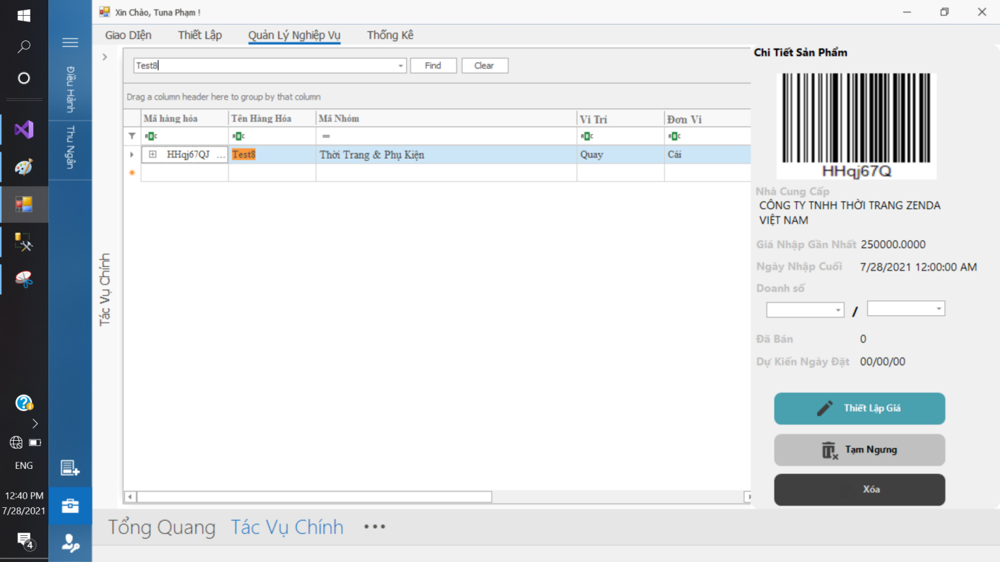 Xin Chào, Tuna Phạm !
Giao DIện Thiết Lập Quản Lý Nghiệp Vụ Thống Kê
Điều Hành
Thu Ngân
Tác Vụ Chính
Test8 Find Clear
Drag a column header here to group by that column
Mã hàng hóa Tên Hàng Hóa Mã Nhóm Vi Trí Đơn Vi
HHqj67QJ ... Test8 Thời Trang & Phụ Kiện Quay Cái
Chi Tiết Sản Phẩm
HHqj67Q
Nhà Cung Cấp
CÔNG TY TNHH THỜI TRANG ZENDA
VIỆT NAM
Giá Nhập Gần Nhất 250000.0000
Ngày Nhập Cuối 7/28/2021 12:00:00 AM
Doanh số
/
Đã Bán 0
Dự Kiến Ngày Đặt 00/00/00
Thiết Lập Giá
Tạm Ngưng
Xóa
Tổng Quang Tác Vụ Chính •••
ENG
12:40 PM
7/28/2021
4